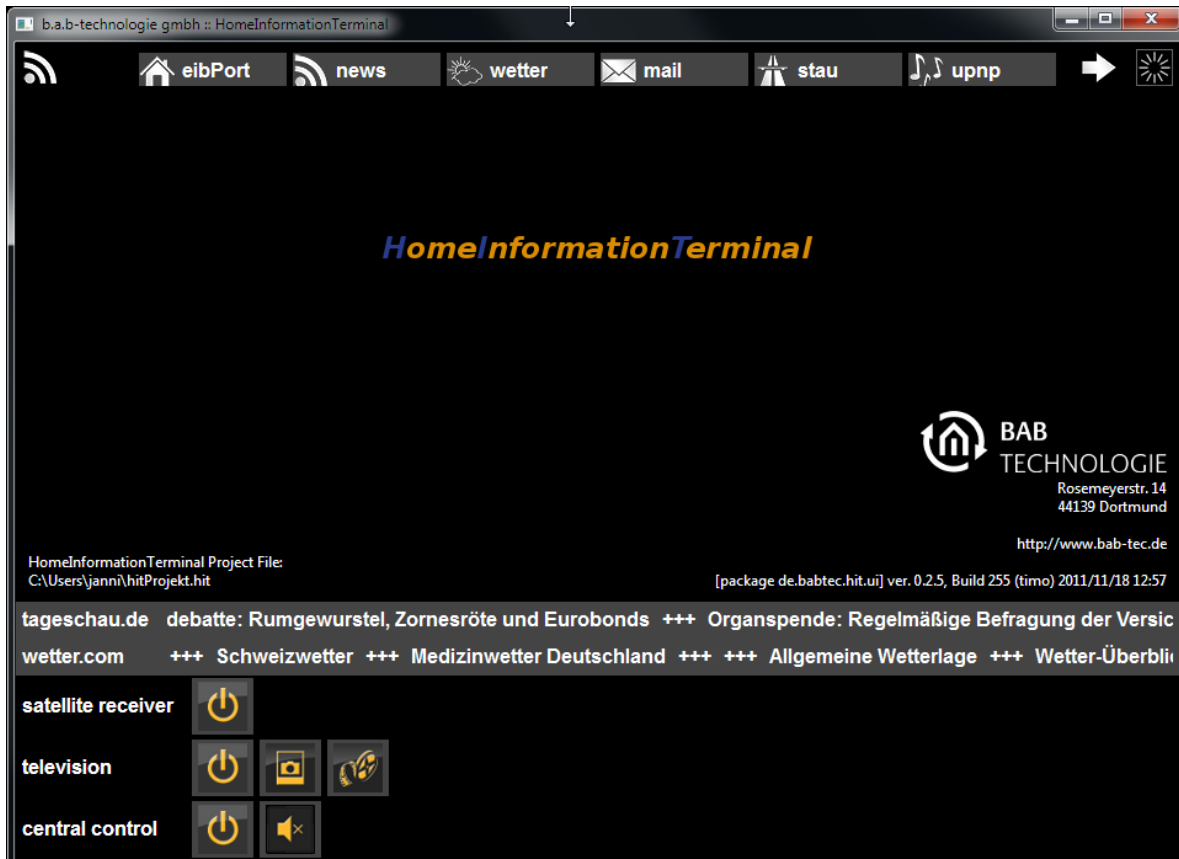 b.a.b-technologie gmbh :: HomeInformationTerminal
eibPort news wetter mail stau upnp
HomeInformationTerminal
BAB
TECHNOLOGIE
Rosemeyerstr. 14
44139 Dortmund
http://www.bab-tec.de
HomeInformationTerminal Project File:
C:\Users\janni\hitProjekt.hit
[package de.babtec.hit.ui] ver. 0.2.5, Build 255 (timo) 2011/11/18 12:57
tageschau.de debatte: Rumgewurstel, Zornesröte und Eurobonds +++ Organspende: Regelmäßige Befragung der Versic
wetter.com +++ Schweizwetter +++ Medizinwetter Deutschland +++ +++ Allgemeine Wetterlage +++ Wetter-Überbli
satellite receiver
television
central control